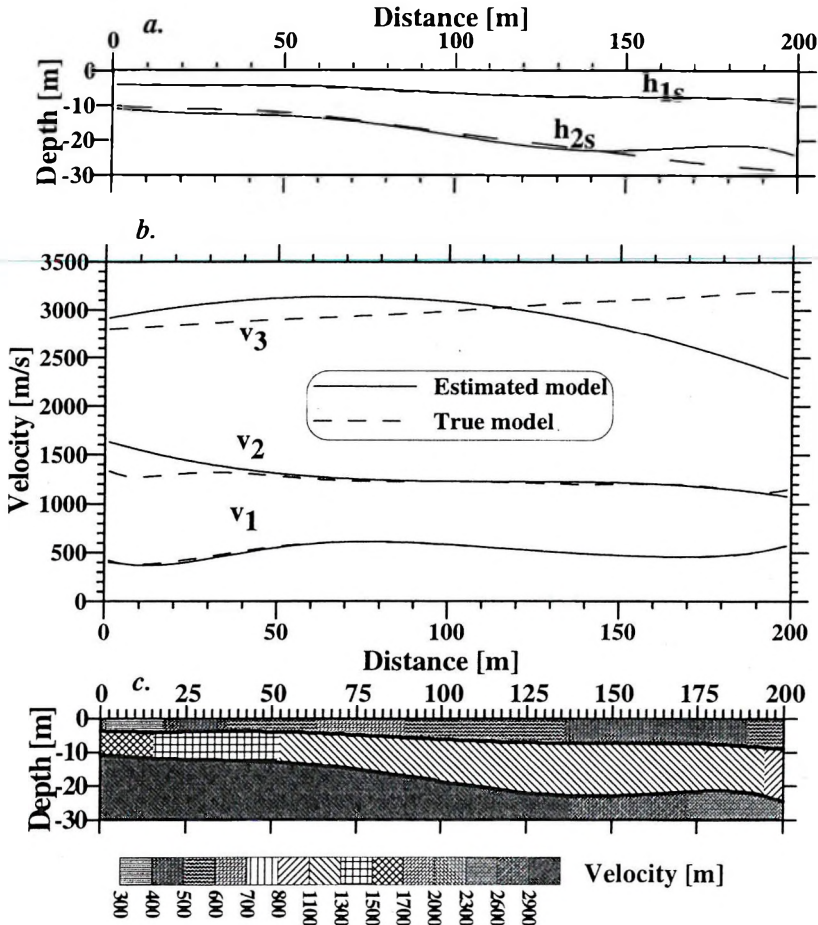 Distance [m]
a.
0 50 100 150 200
Depth [m]
0
-10
-20
-30
h1s
h2s
b.
Velocity [m/s]
3500
3000
2500
2000
1500
1000
500
0
v3
Estimated model
True model
v2
v1
0 50 100 150 200
Distance [m]
c.
0 25 50 75 100 125 150 175 200
Depth [m]
0
-10
-20
-30
Velocity [m]
300 400 500 600 700 800 1100 1300 1500 1700 2000 2300 2600 2900